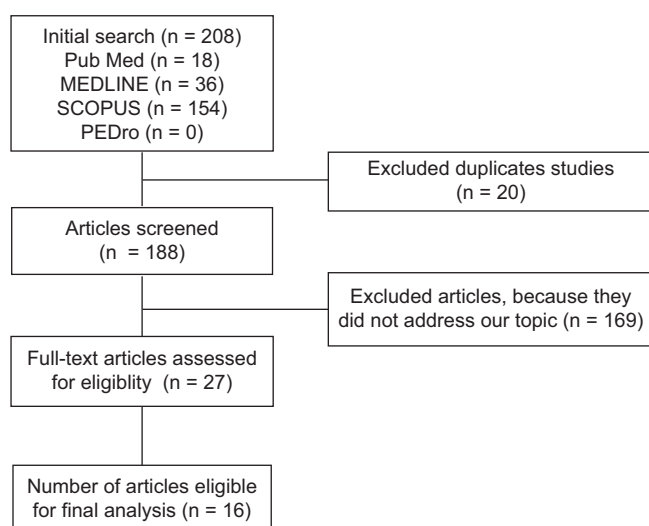 Initial search (n = 208)
Pub Med (n = 18)
MEDLINE (n = 36)
SCOPUS (n = 154)
PEDro (n = 0)
Excluded duplicates studies
(n = 20)
Articles screened
(n = 188)
Excluded articles, because they
did not address our topic (n = 169)
Full-text articles assessed
for eligiblity (n = 27)
Number of articles eligible
for final analysis (n = 16)